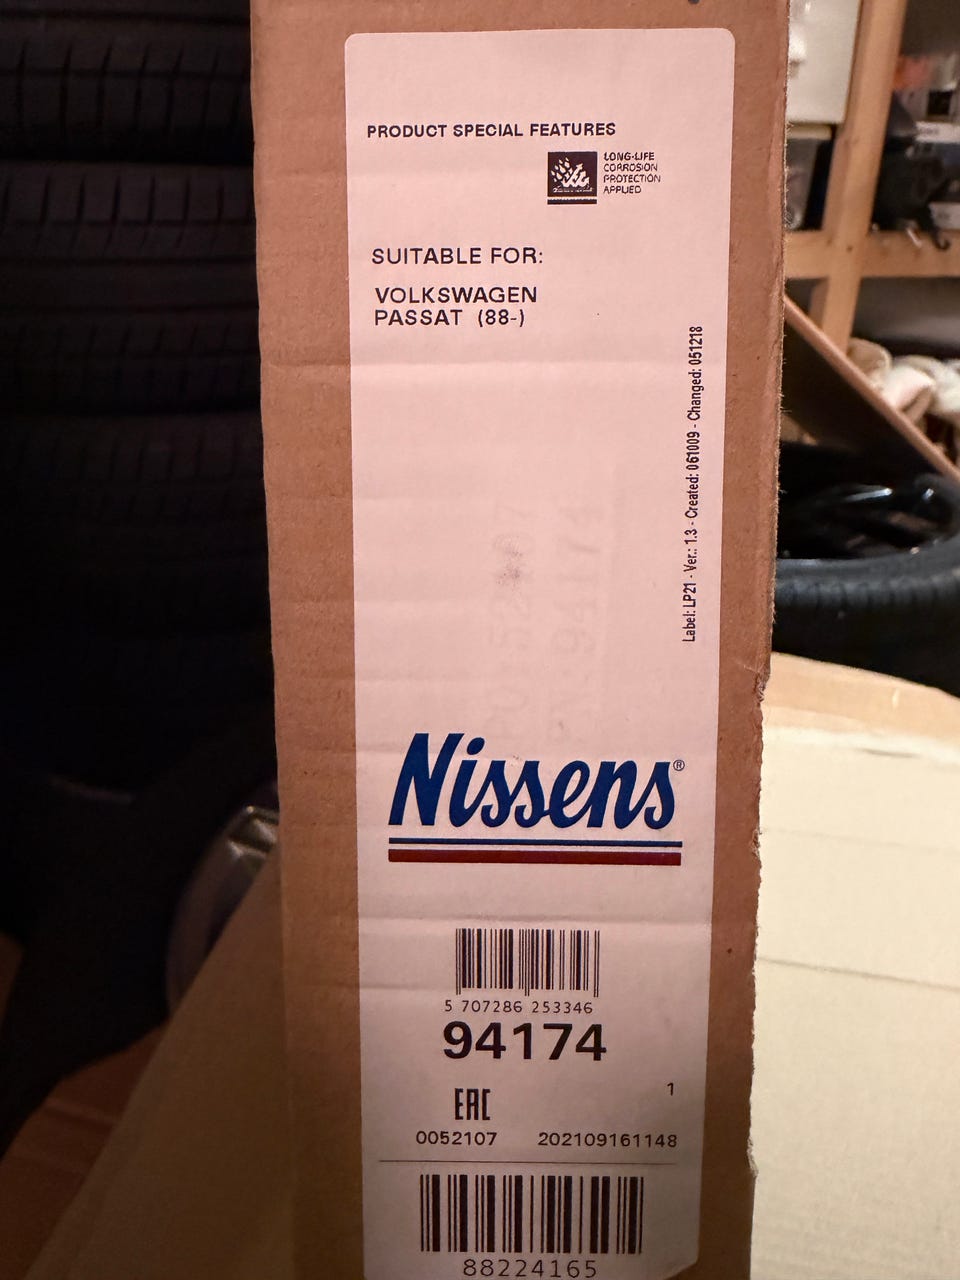 PRODUCT SPECIAL FEATURES
LONG-LIFE
CORROSION
PROTECTION
APPLIED
SUITABLE FOR:
VOLKSWAGEN
PASSAT (88-)
Label: LP21 - Ver.: 1.3 - Created: 061009 - Changed: 051218
Nissens®
5 707286 253346
94174
1
EAC
0052107 202109161148
88224165